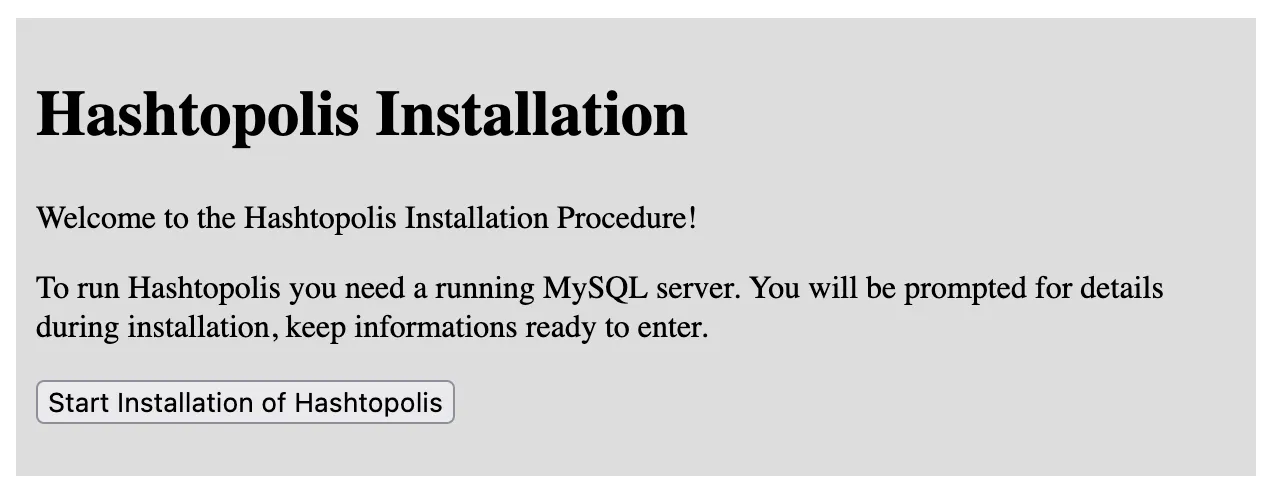 Hashtopolis Installation
Welcome to the Hashtopolis Installation Procedure!
To run Hashtopolis you need a running MySQL server. You will be prompted for details
during installation, keep informations ready to enter.
Start Installation of Hashtopolis